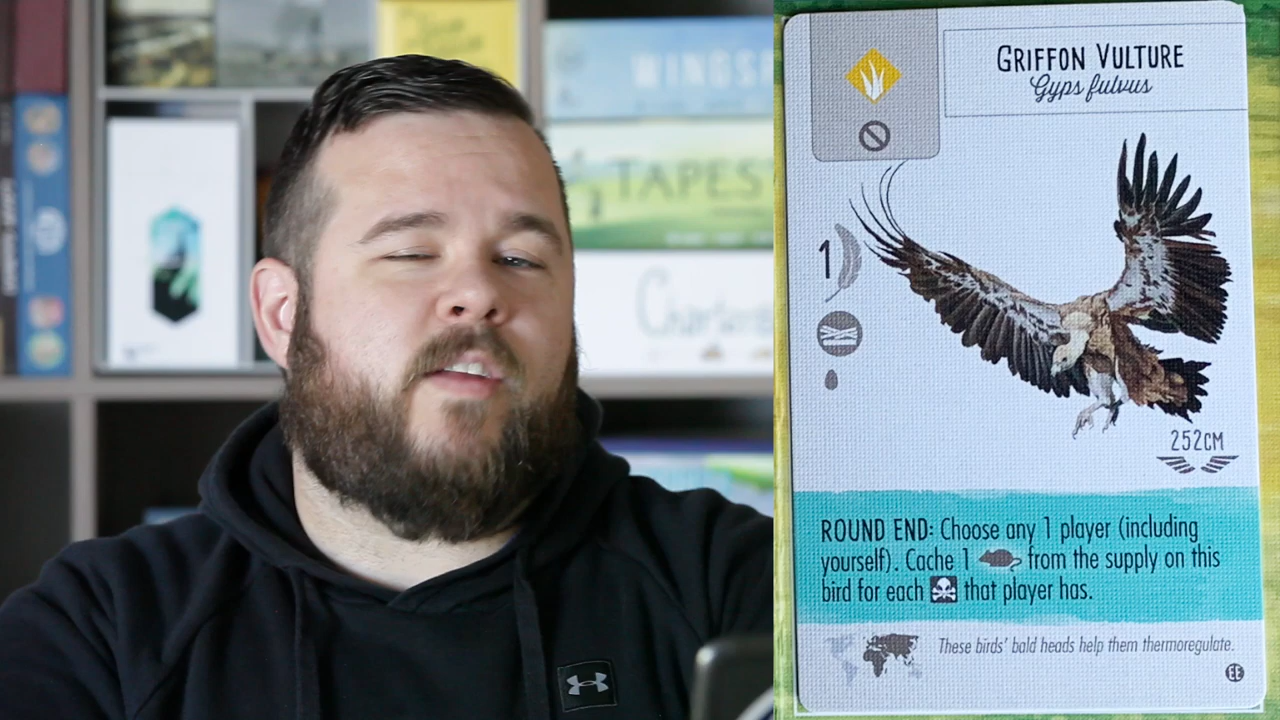 WINGSP
TAPEST
Charters
GRIFFON VULTURE
Gyps fulvus
1
252CM
ROUND END: Choose any 1 player (including
yourself). Cache 1 from the supply on this
bird for each that player has.
These birds' bald heads help them thermoregulate.
EE